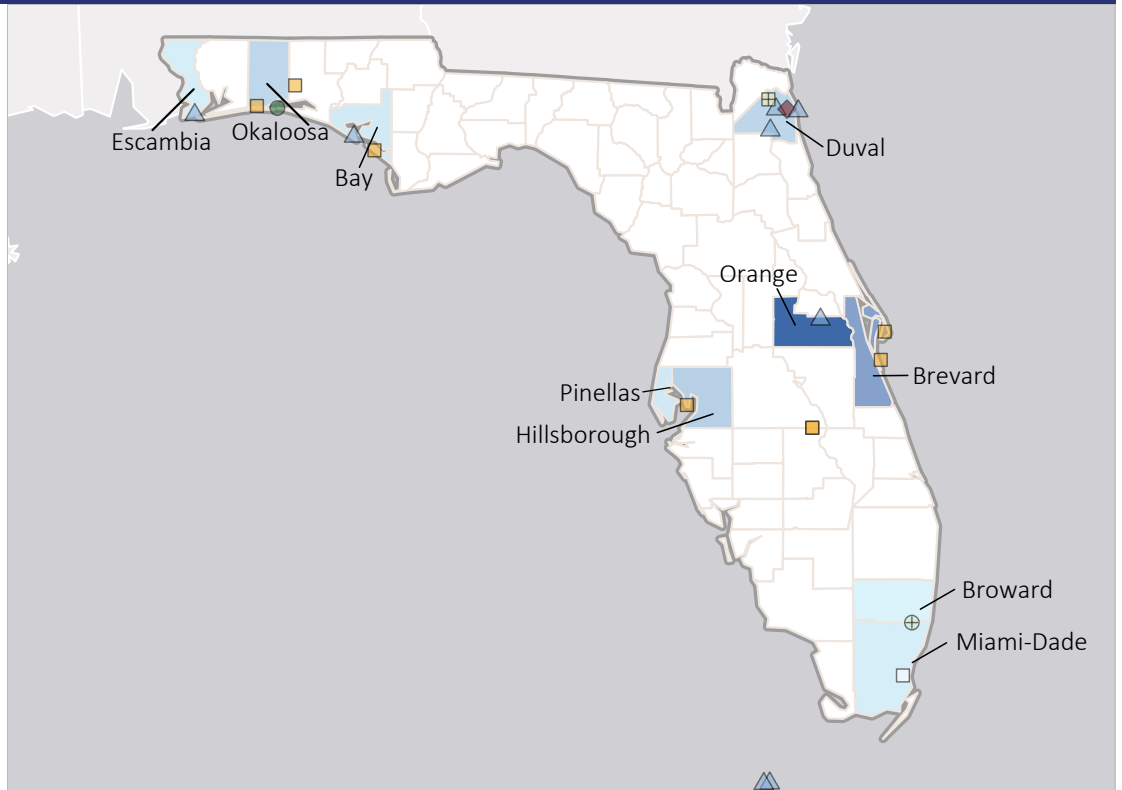 Escambia
Okaloosa
Bay
Duval
Orange
Brevard
Pinellas
Hillsborough
Broward
Miami-Dade